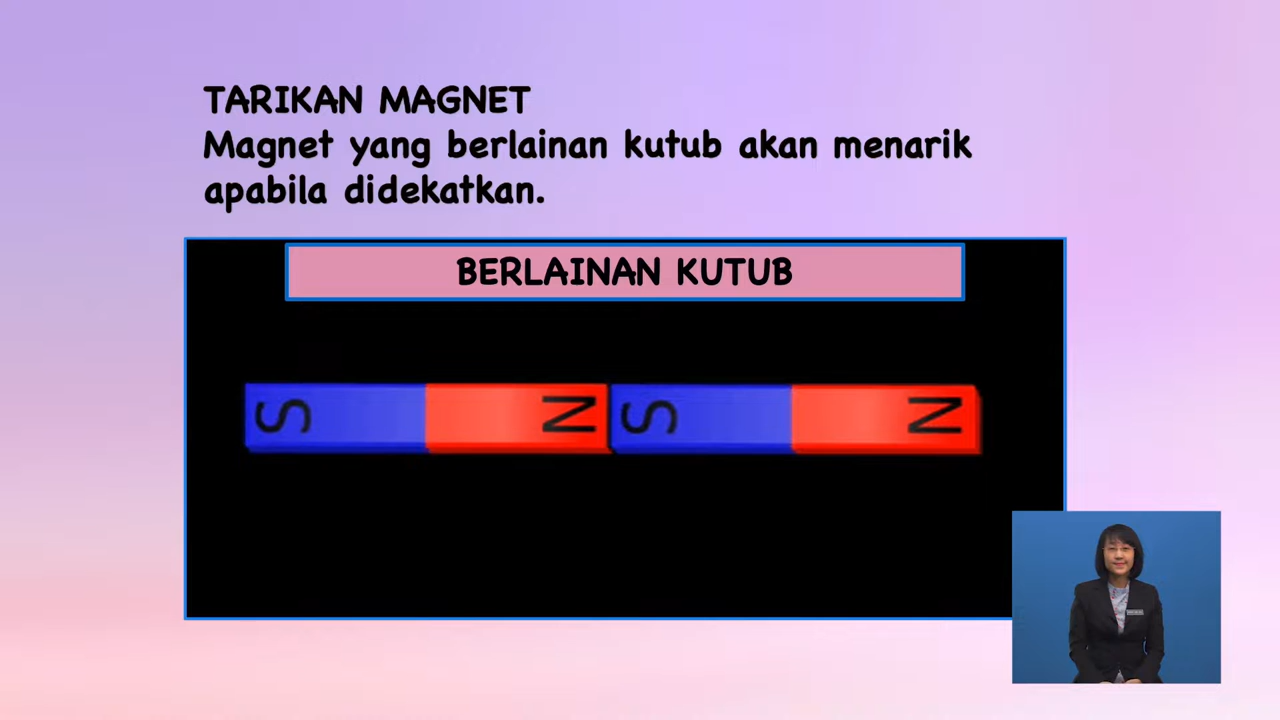 TARIKAN MAGNET
Magnet yang berlainan kutub akan menarik
apabila didekatkan.
BERLAINAN KUTUB
S N S N